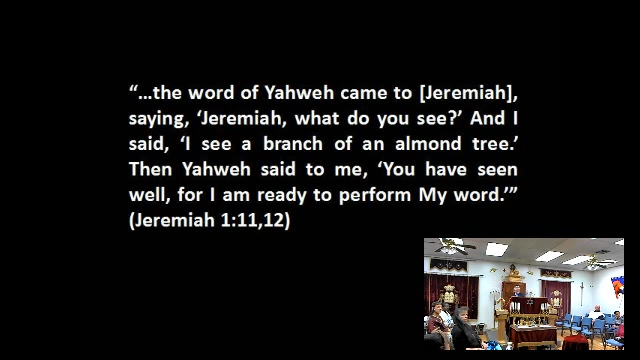 “…the word of Yahweh came to [Jeremiah],
saying, ‘Jeremiah, what do you see?’ And I
said, ‘I see a branch of an almond tree.’
Then Yahweh said to me, ‘You have seen
well, for I am ready to perform My word.’”
(Jeremiah 1:11,12)